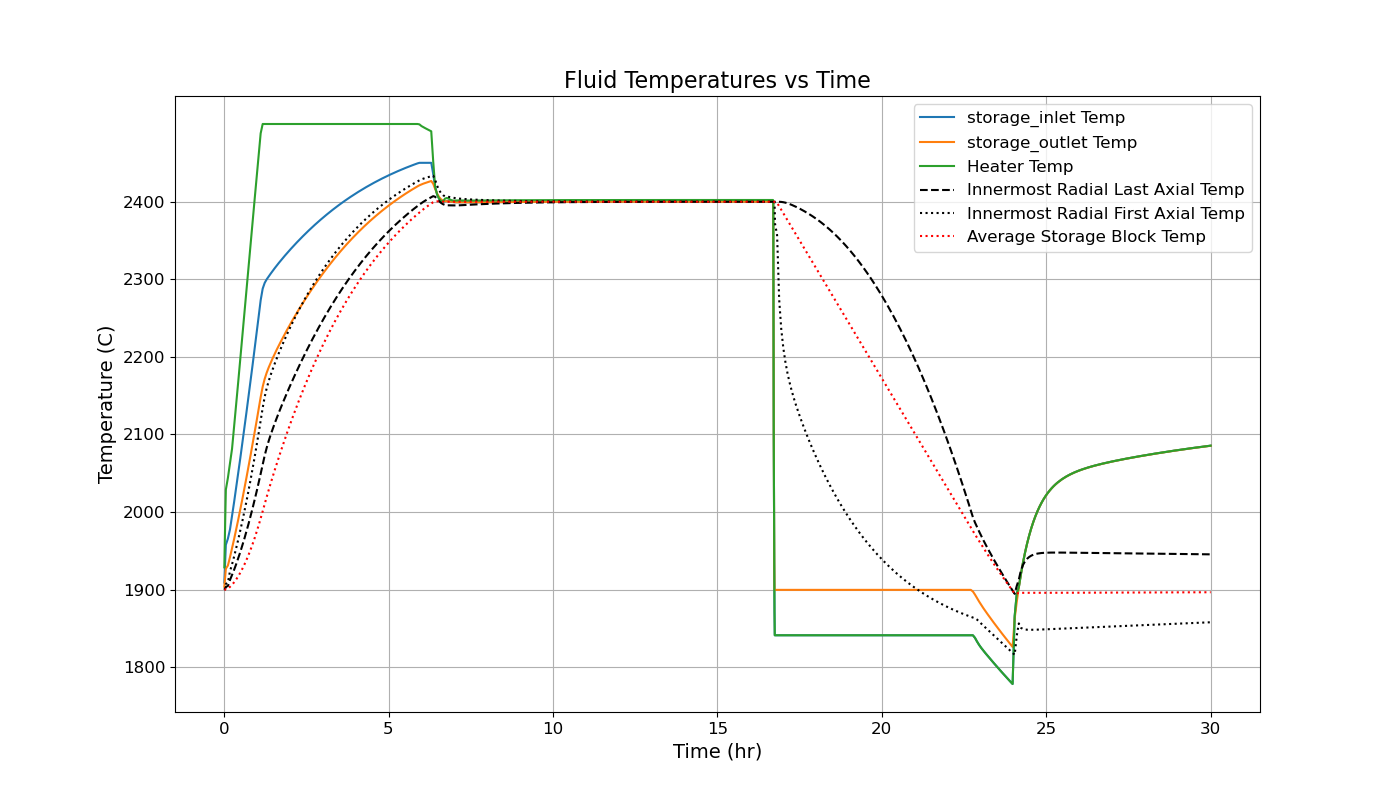 Fluid Temperatures vs Time
storage_inlet Temp
storage_outlet Temp
Heater Temp
Innermost Radial Last Axial Temp
Innermost Radial First Axial Temp
Average Storage Block Temp
Temperature (C)
2400
2300
2200
2100
2000
1900
1800
0 5 10 15 20 25 30
Time (hr)